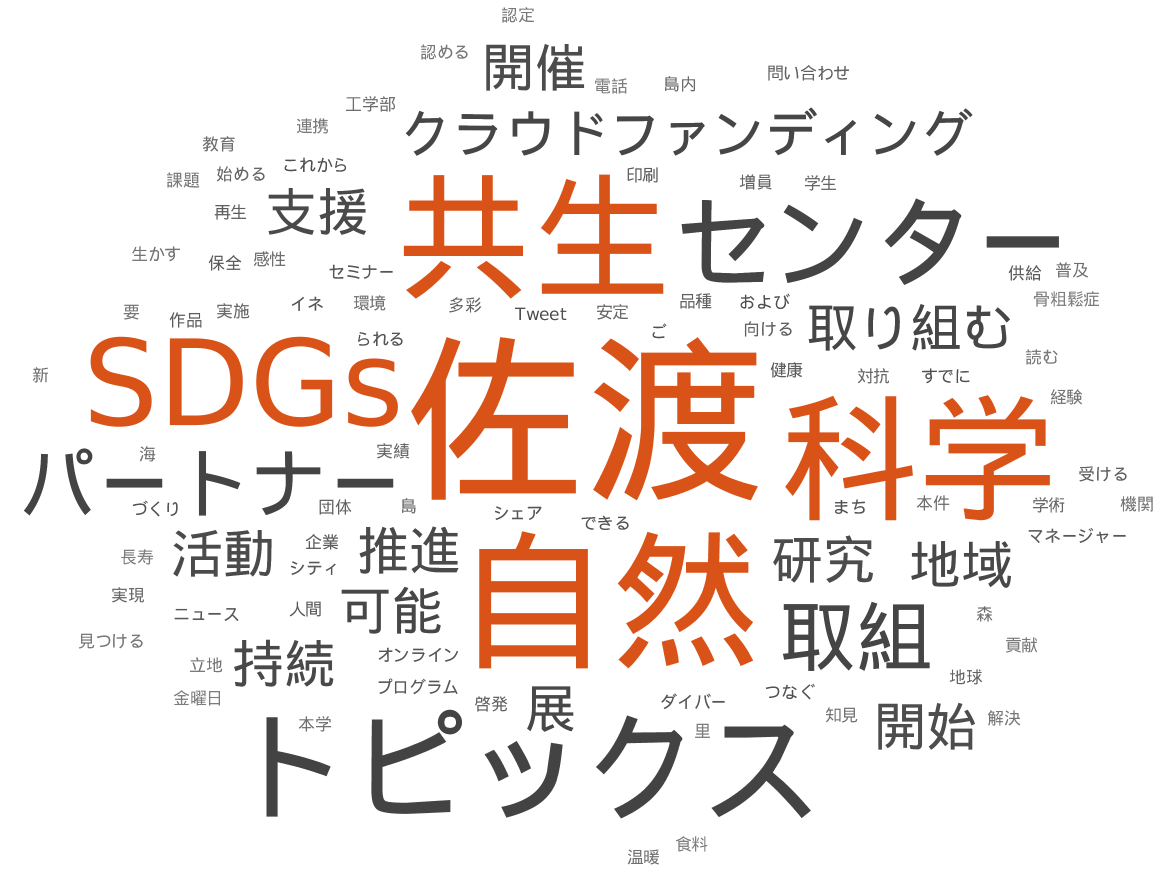 認定
認める
開催
電話
島内
問い合わせ
工学部
クラウドファンディング
連携
教育
これから
課題
始める
支援
共生
印刷
増員
学生
センター
再生
生かす
保全
感性
セミナー
供給
普及
要
作品
実施
イネ
環境
多彩
Tweet
安定
品種
および
骨粗鬆症
取り組む
られる
ご
向ける
新
SDGs
佐渡
健康
対抗
すでに
読む
科学
経験
海
実績
パートナー
受ける
づくり
団体
島
シェア
できる
まち
本件
学術
機関
マネージャー
長寿
活動
企業
シティ
推進
自然
研究
地域
実現
ニュース
人間
可能
取組
森
見つける
立地
持続
オンライン
貢献
金曜日
プログラム
啓発
展
ダイバー
つなぐ
地球
本学
里
知見
開始
解決
トピックス
温暖
食料